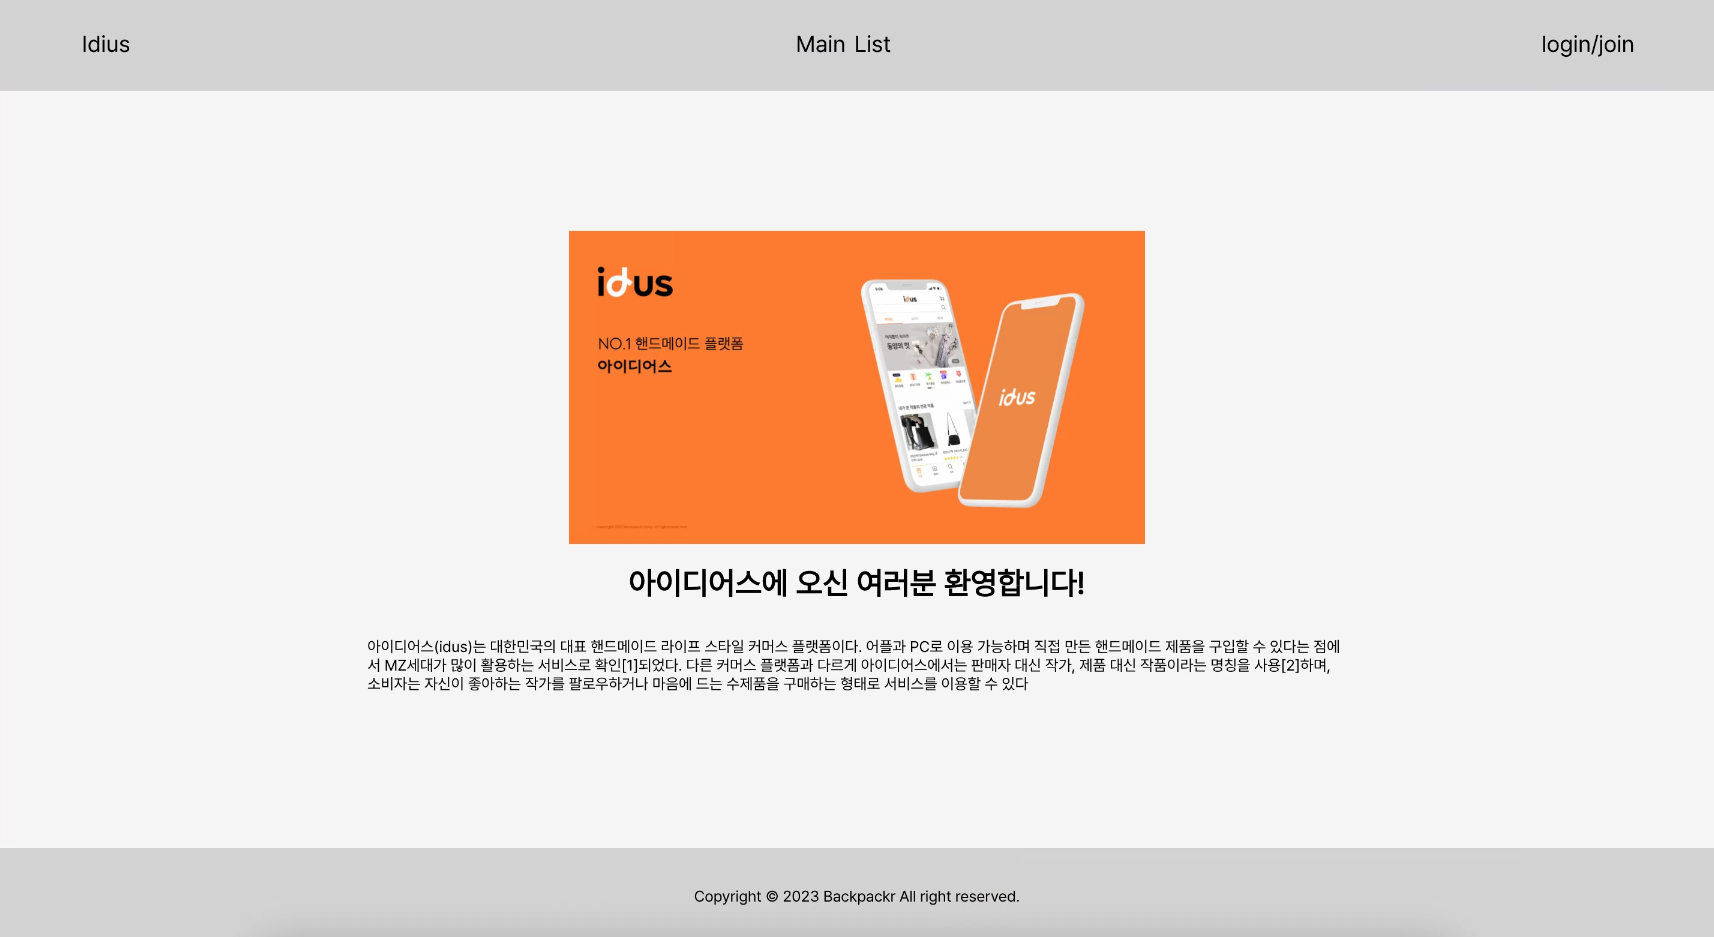 Idius
Main List
login/join
idus
NO.1 핸드메이드 플랫폼
아이디어스
idus
동양의 멋
idus
아이디어스에 오신 여러분 환영합니다!
아이디어스(idus)는 대한민국의 대표 핸드메이드 라이프 스타일 커머스 플랫폼이다. 어플과 PC로 이용 가능하며 직접 만든 핸드메이드 제품을 구입할 수 있다는 점에
서 MZ세대가 많이 활용하는 서비스로 확인[1]되었다. 다른 커머스 플랫폼과 다르게 아이디어스에서는 판매자 대신 작가, 제품 대신 작품이라는 명칭을 사용[2]하며,
소비자는 자신이 좋아하는 작가를 팔로우하거나 마음에 드는 수제품을 구매하는 형태로 서비스를 이용할 수 있다
Copyright © 2023 Backpackr All right reserved.